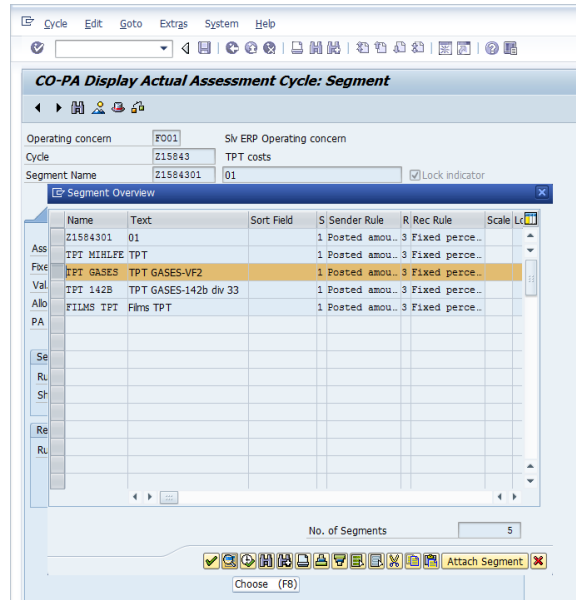 Cycle Edit Goto Extras System Help
CO-PA Display Actual Assessment Cycle: Segment
Operating concern FO01 Slv ERP Operating concern
Cycle Z15843 TPT costs
Segment Name Z1584301 01 Lock indicator
Segment Overview
Name Text Sort Field S Sender Rule R Rec Rule Scale Lc
Z1584301 01 1 Posted amou.. 3 Fixed perce..
TPT MIHLFE TPT 1 Posted amou.. 3 Fixed perce..
TPT GASES TPT GASES-VF2 1 Posted amou.. 3 Fixed perce..
TPT 142B TPT GASES-142b div 33 1 Posted amou.. 3 Fixed perce..
FILMS TPT Films TPT 1 Posted amou.. 3 Fixed perce..
Ass
Fixe
Val.
Allo
PA
Se
Ru
Sh
Re
Ru
No. of Segments 5
Attach Segment
Choose (F8)